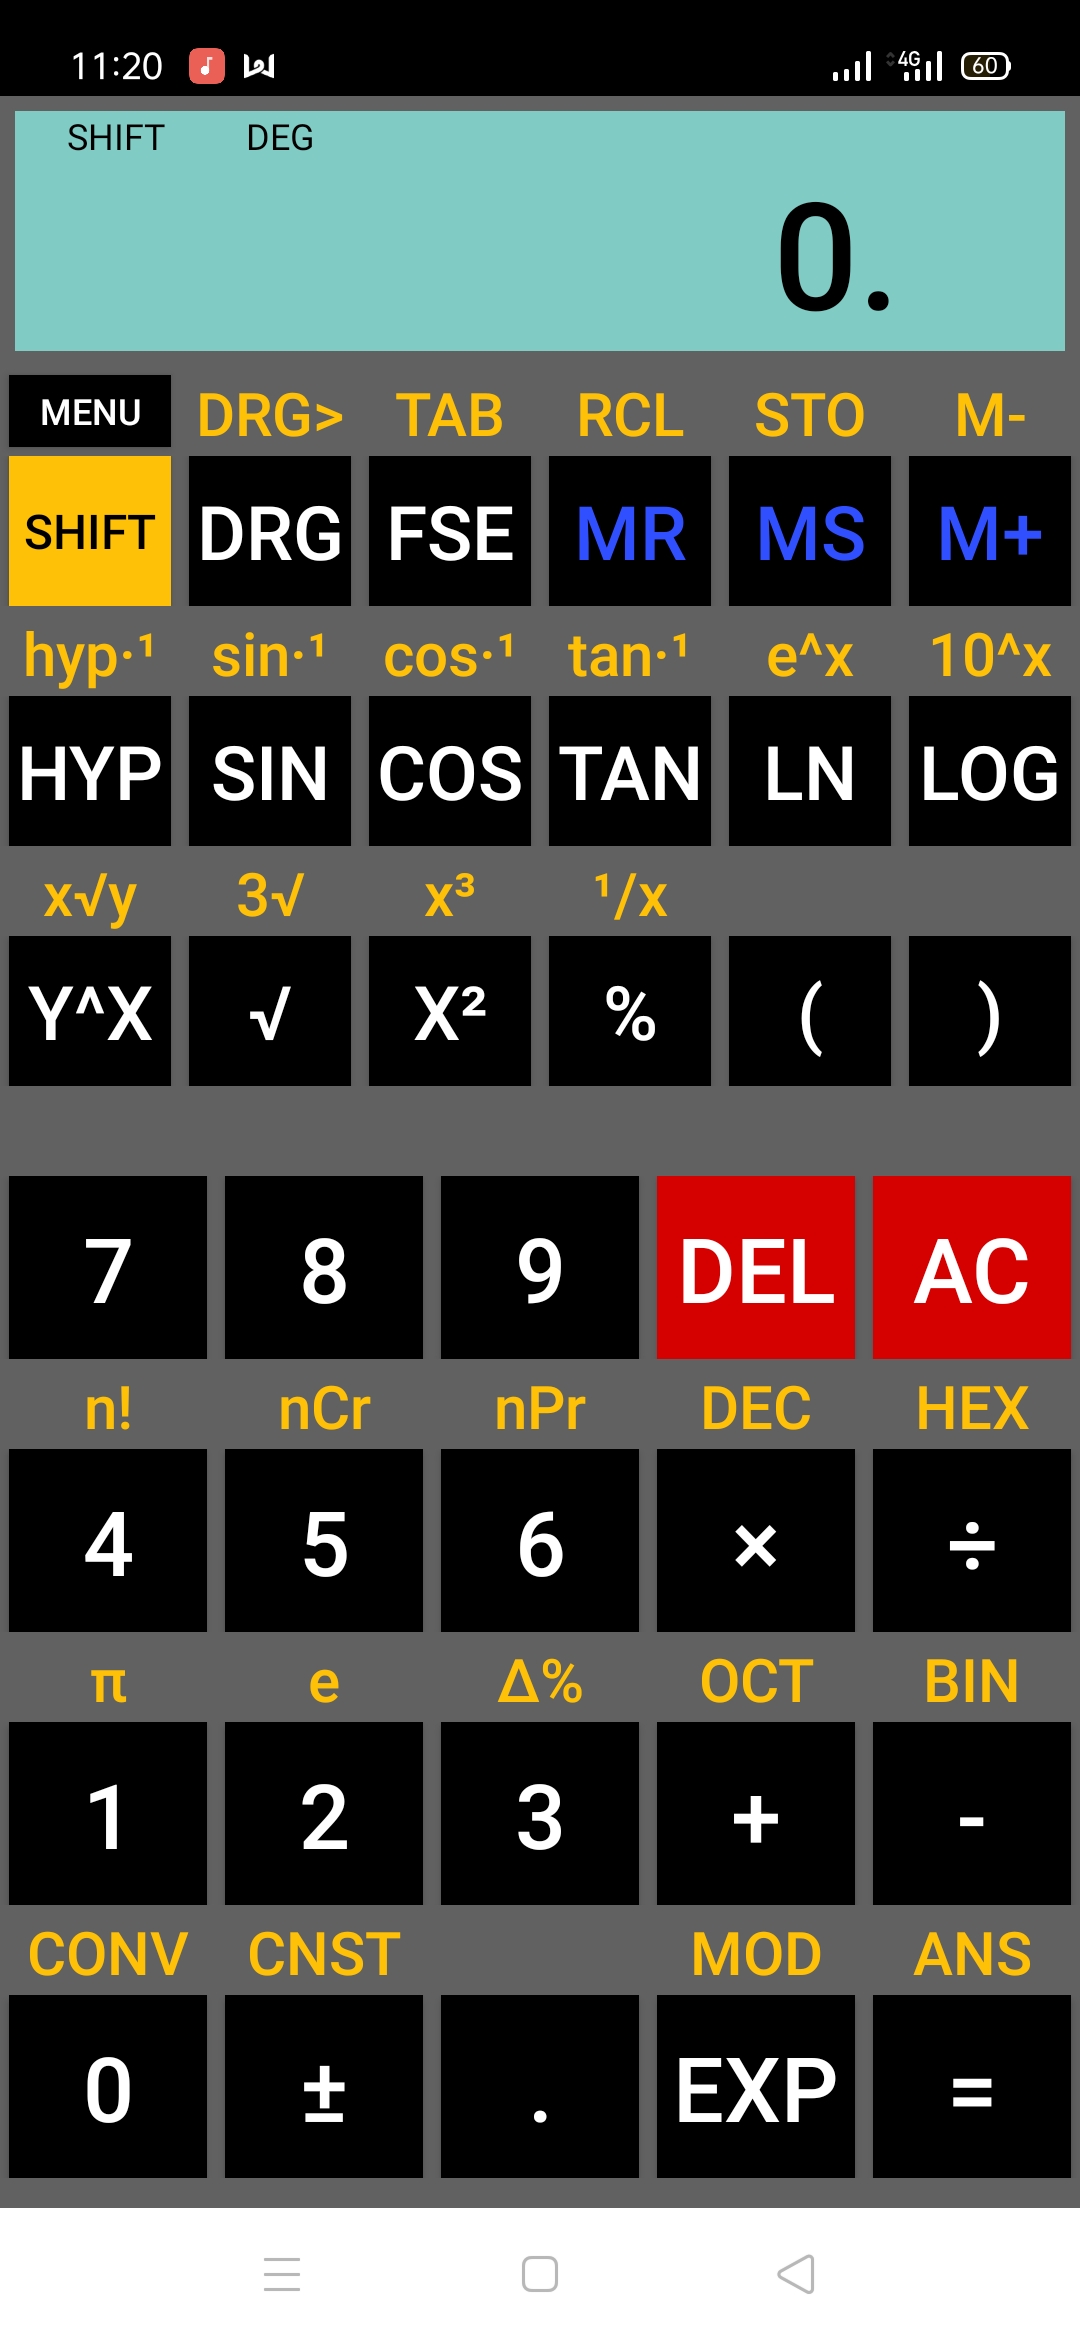 11:20 4G 60
SHIFT DEG
0.
MENU DRG> TAB RCL STO M-
SHIFT DRG FSE MR MS M+
hyp·¹ sin·¹ cos·¹ tan·¹ e^x 10^x
HYP SIN COS TAN LN LOG
x√y 3√ x³ ¹/x
Y^X √ X² % ( )
7 8 9 DEL AC
n! nCr nPr DEC HEX
4 5 6 × ÷
π e Δ% OCT BIN
1 2 3 + -
CONV CNST MOD ANS
0 ± . EXP =